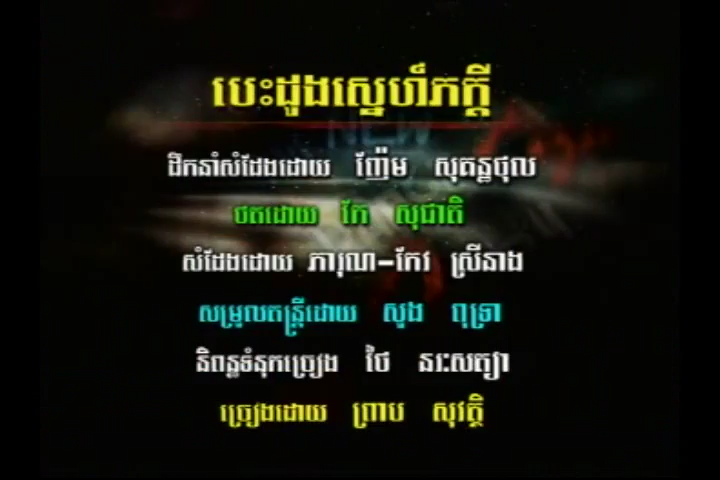 បេះដូងស្នេហ៍ភក្ដី
ដឹកនាំសំដែងដោយ ញ៉ែម សុគន្ធថុល
ថតដោយ កែ សុជាតិ
សំដែងដោយ ភារុណ-កែវ ស្រីនាង
សម្រួលតន្ត្រីដោយ សួង ពុទ្រា
និពន្ធទំនុកច្រៀង ថៃ នរៈសត្យា
ច្រៀងដោយ ព្រាប សុវត្ថិ